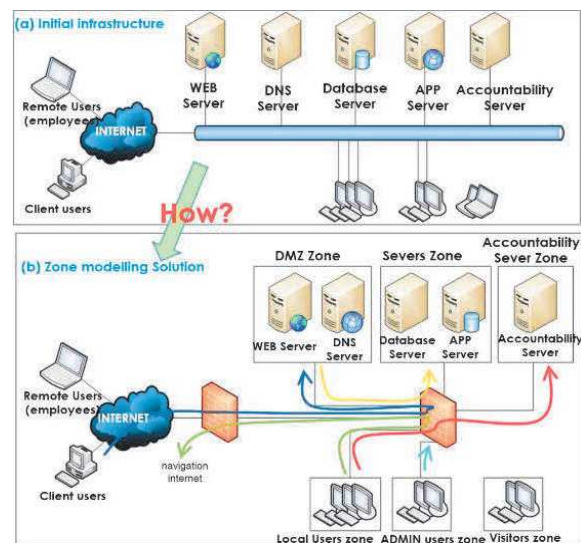 (a) Initial infrastructure
WEB
Server
DNS
Server
Database
Server
APP
Server
Accountability
Server
Remote Users
(employees)
INTERNET
Client users
How?
(b) Zone modelling Solution
DMZ Zone
Severs Zone
Accountability
Sever Zone
WEB Server
DNS
Server
Database
Server
APP
Server
Accountability
Server
Remote Users
(employees)
INTERNET
Client users
navigation
internet
Local Users zone
ADMIN users zone
Visitors zone